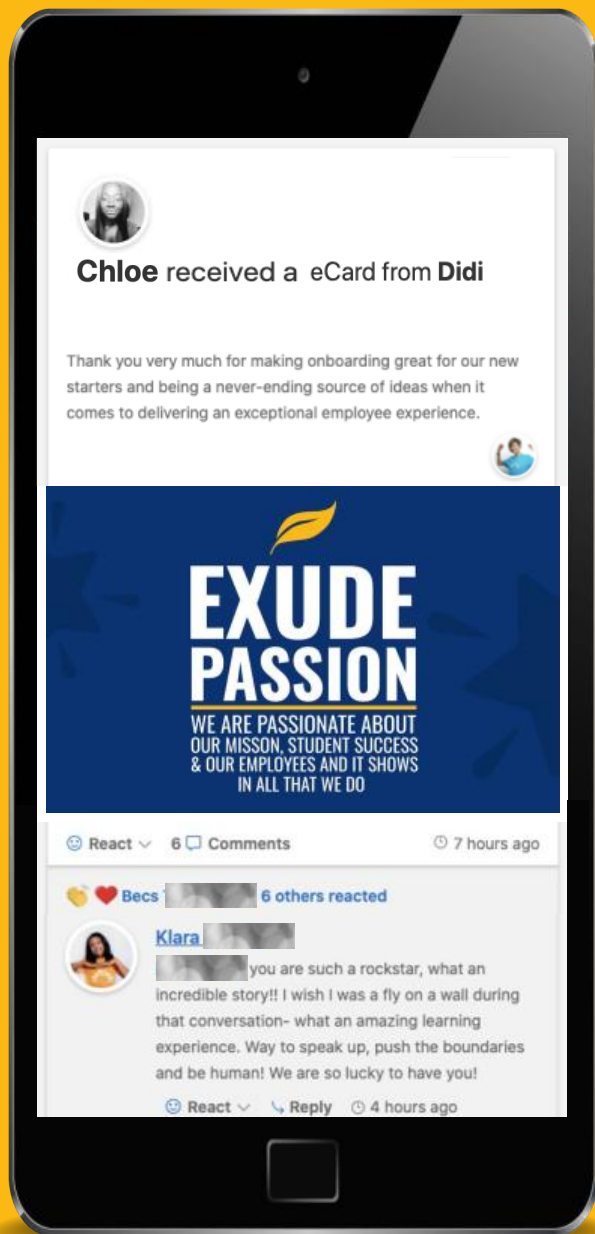 Chloe received a eCard from Didi
Thank you very much for making onboarding great for our new
starters and being a never-ending source of ideas when it
comes to delivering an exceptional employee experience.
EXUDE
PASSION
WE ARE PASSIONATE ABOUT
OUR MISSON, STUDENT SUCCESS
& OUR EMPLOYEES AND IT SHOWS
IN ALL THAT WE DO
React 6 Comments 7 hours ago
Becs 6 others reacted
Klara
you are such a rockstar, what an
incredible story!! I wish I was a fly on a wall during
that conversation- what an amazing learning
experience. Way to speak up, push the boundaries
and be human! We are so lucky to have you!
React Reply 4 hours ago